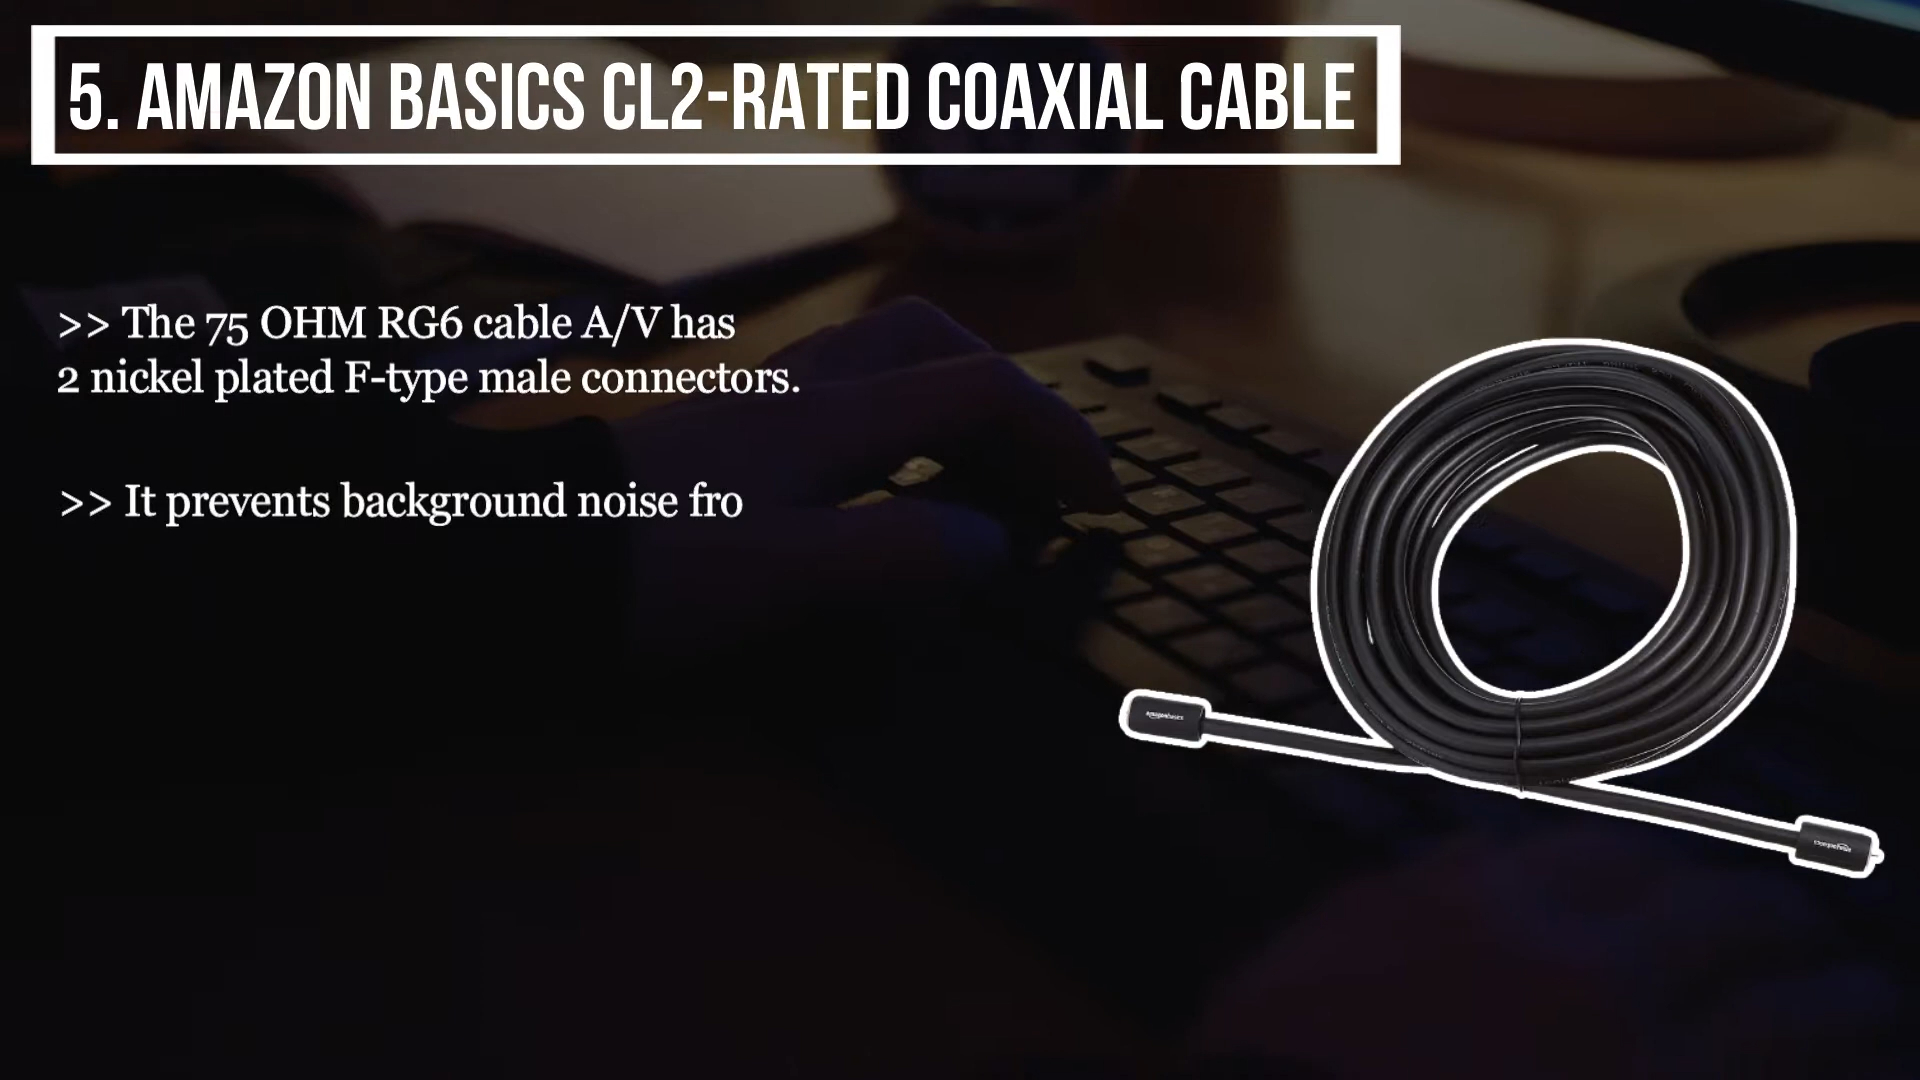 5. AMAZON BASICS CL2-RATED COAXIAL CABLE
>> The 75 OHM RG6 cable A/V has
2 nickel plated F-type male connectors.
>> It prevents background noise fro
amazonbasics